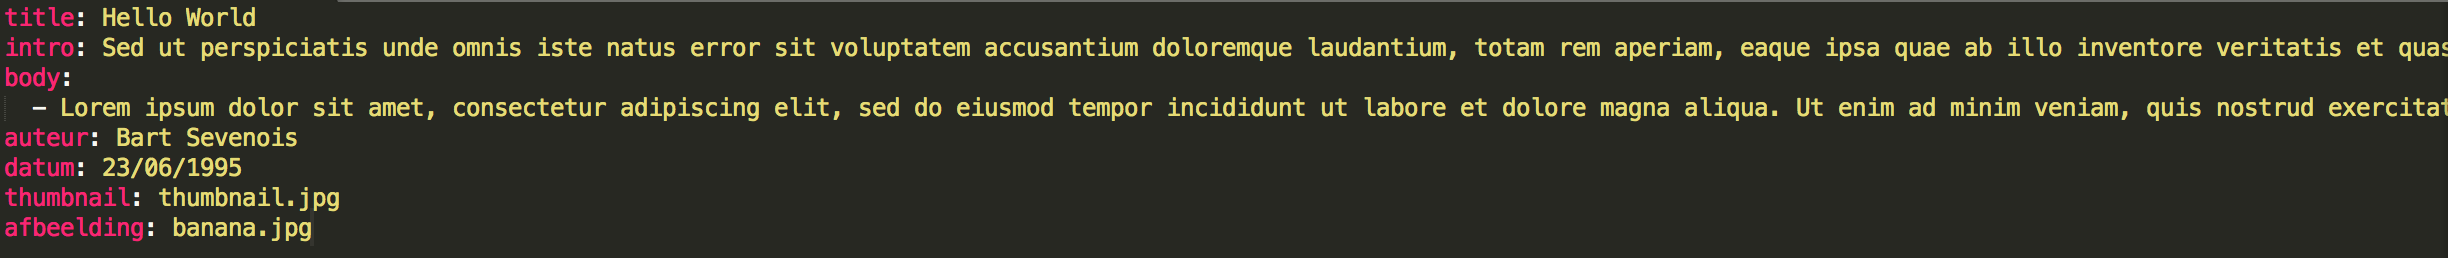 title: Hello World
intro: Sed ut perspiciatis unde omnis iste natus error sit voluptatem accusantium doloremque laudantium, totam rem aperiam, eaque ipsa quae ab illo inventore veritatis et quas
body:
  - Lorem ipsum dolor sit amet, consectetur adipiscing elit, sed do eiusmod tempor incididunt ut labore et dolore magna aliqua. Ut enim ad minim veniam, quis nostrud exercitat
auteur: Bart Sevenois
datum: 23/06/1995
thumbnail: thumbnail.jpg
afbeelding: banana.jpg